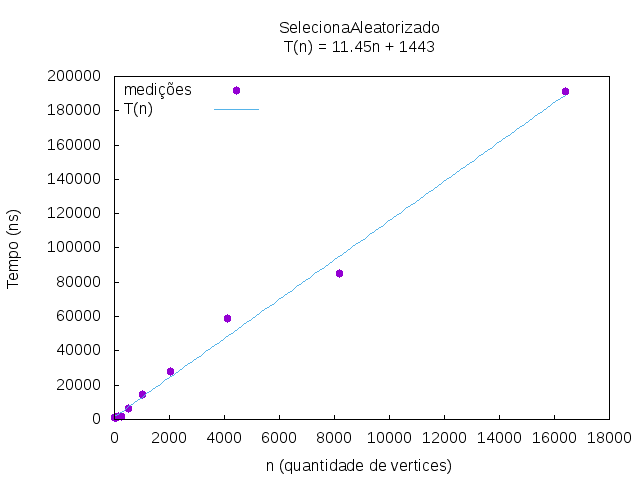 SelecionaAleatorizado
T(n) = 11.45n + 1443
200000
180000
160000
140000
120000
100000
80000
60000
40000
20000
0
medições
T(n)
Tempo (ns)
0 2000 4000 6000 8000 10000 12000 14000 16000 18000
n (quantidade de vertices)